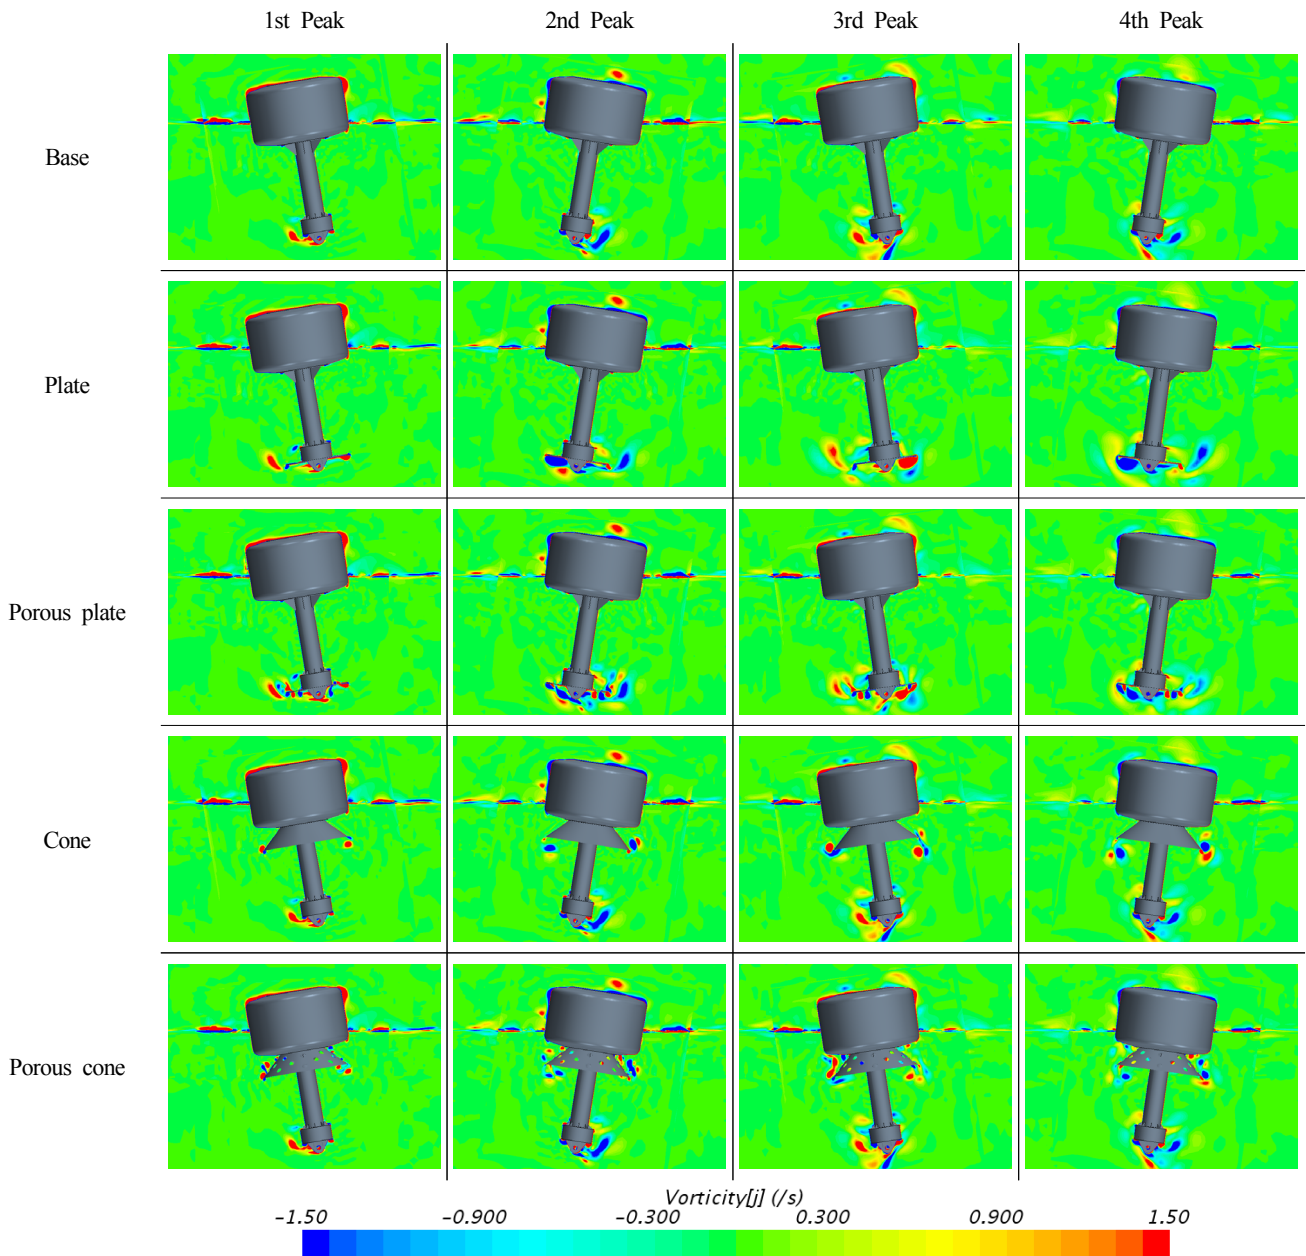 1st Peak 2nd Peak 3rd Peak 4th Peak
Base
Plate
Porous plate
Cone
Porous cone
Vorticity[j] (/s)
−1.50 −0.900 −0.300 0.300 0.900 1.50